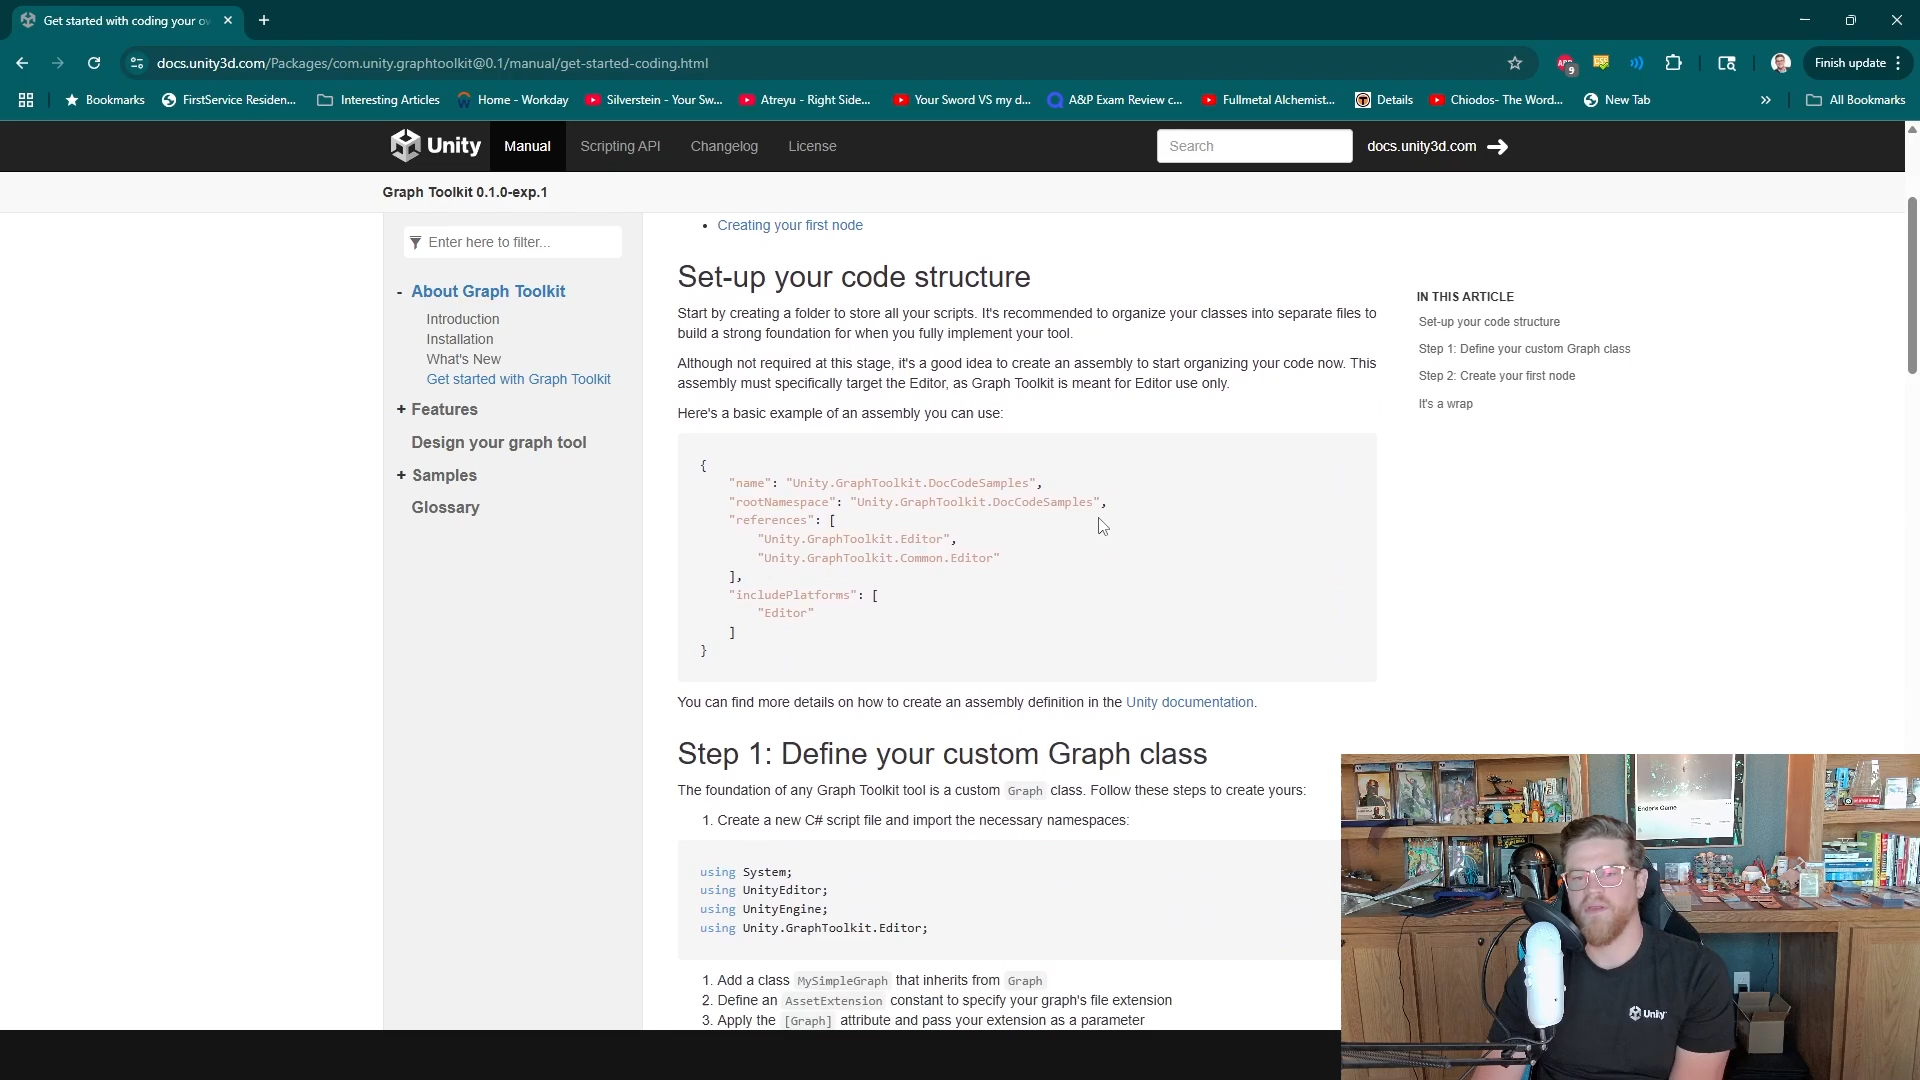 Get started with coding your ow
docs.unity3d.com/Packages/com.unity.graphtoolkit@0.1/manual/get-started-coding.html
ABP
9
Finish update
Bookmarks
FirstService Residen...
Interesting Articles
Home - Workday
Silverstein - Your Sw...
Atreyu - Right Side...
Your Sword VS my d...
A&P Exam Review c...
Fullmetal Alchemist...
Details
Chiodos- The Word...
New Tab
»
All Bookmarks
Unity
Manual
Scripting API
Changelog
License
Search
docs.unity3d.com
Graph Toolkit 0.1.0-exp.1
Enter here to filter...
- About Graph Toolkit
Introduction
Installation
What's New
Get started with Graph Toolkit
+ Features
Design your graph tool
+ Samples
Glossary
• Creating your first node
Set-up your code structure
Start by creating a folder to store all your scripts. It's recommended to organize your classes into separate files to
build a strong foundation for when you fully implement your tool.
Although not required at this stage, it's a good idea to create an assembly to start organizing your code now. This
assembly must specifically target the Editor, as Graph Toolkit is meant for Editor use only.
Here's a basic example of an assembly you can use:
{
"name": "Unity.GraphToolkit.DocCodeSamples",
"rootNamespace": "Unity.GraphToolkit.DocCodeSamples",
"references": [
"Unity.GraphToolkit.Editor",
"Unity.GraphToolkit.Common.Editor"
],
"includePlatforms": [
"Editor"
]
}
You can find more details on how to create an assembly definition in the Unity documentation.
Step 1: Define your custom Graph class
The foundation of any Graph Toolkit tool is a custom Graph class. Follow these steps to create yours:
1. Create a new C# script file and import the necessary namespaces:
using System;
using UnityEditor;
using UnityEngine;
using Unity.GraphToolkit.Editor;
1. Add a class MySimpleGraph that inherits from Graph
2. Define an AssetExtension constant to specify your graph's file extension
3. Apply the [Graph] attribute and pass your extension as a parameter
IN THIS ARTICLE
Set-up your code structure
Step 1: Define your custom Graph class
Step 2: Create your first node
It's a wrap
Ender's Game
Unity